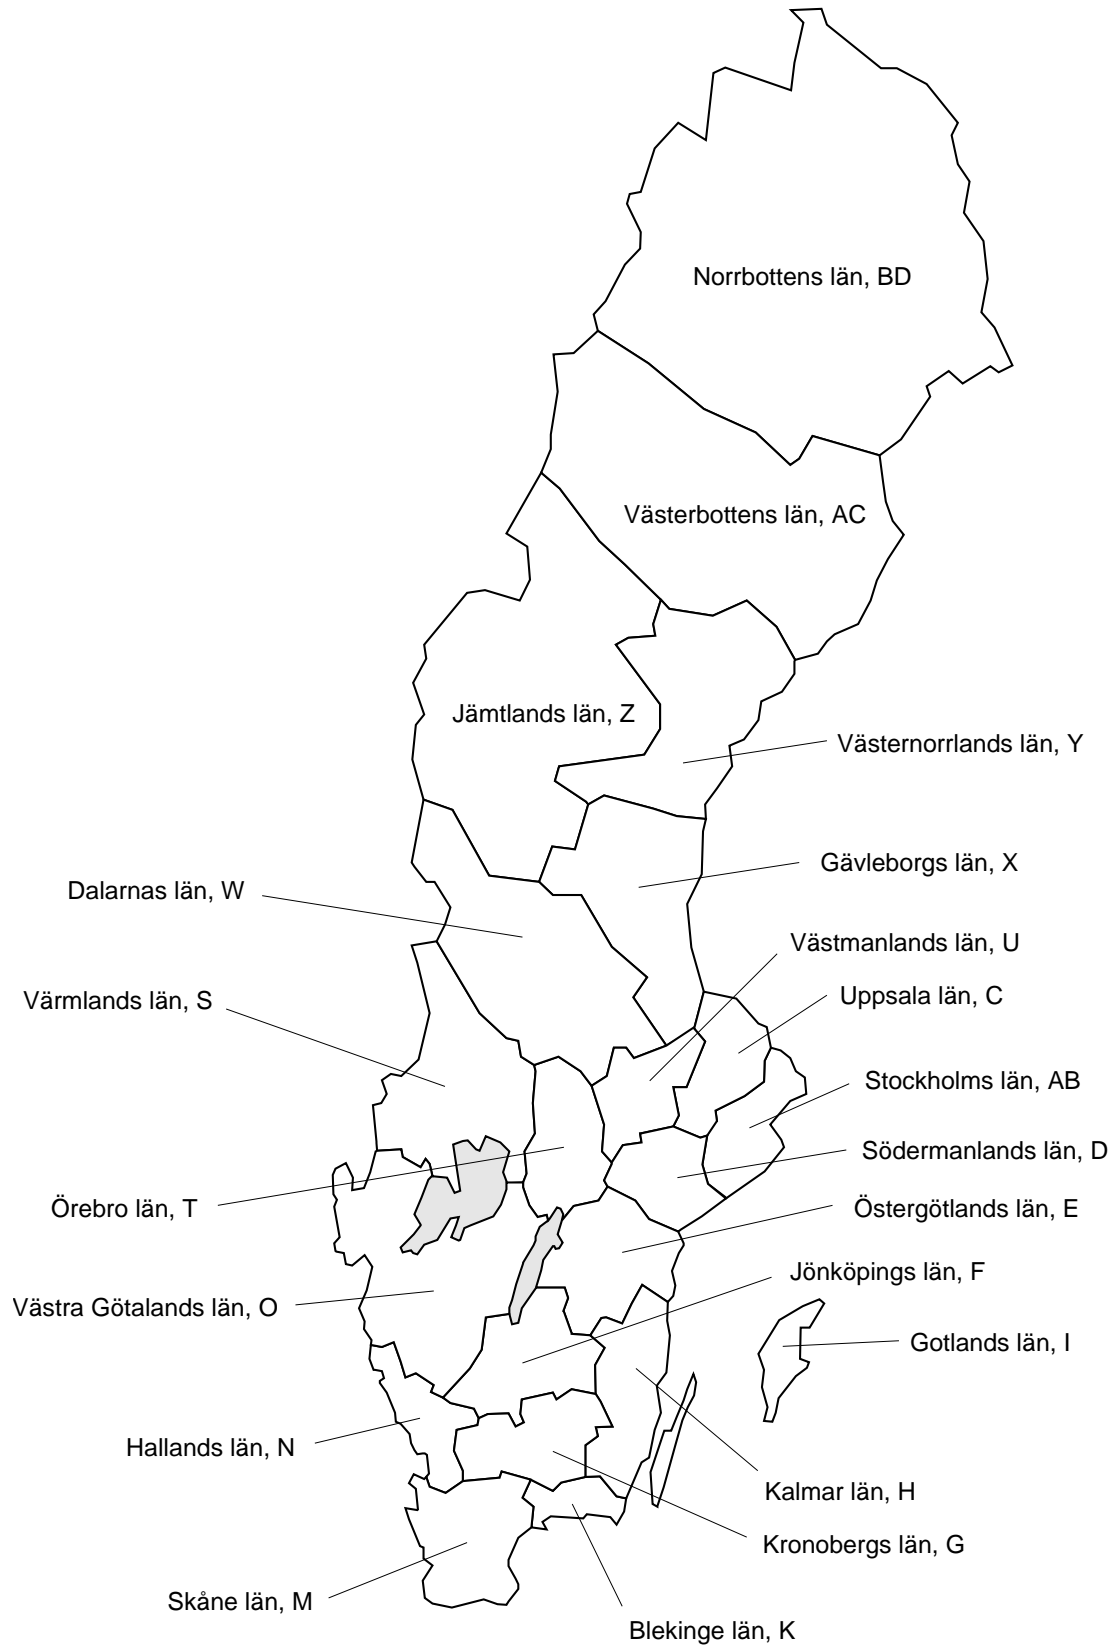 Norrbottens län, BD
Västerbottens län, AC
Jämtlands län, Z
Västernorrlands län, Y
Gävleborgs län, X
Dalarnas län, W
Västmanlands län, U
Uppsala län, C
Värmlands län, S
Stockholms län, AB
Södermanlands län, D
Örebro län, T
Östergötlands län, E
Jönköpings län, F
Västra Götalands län, O
Gotlands län, I
Hallands län, N
Kalmar län, H
Kronobergs län, G
Skåne län, M
Blekinge län, K